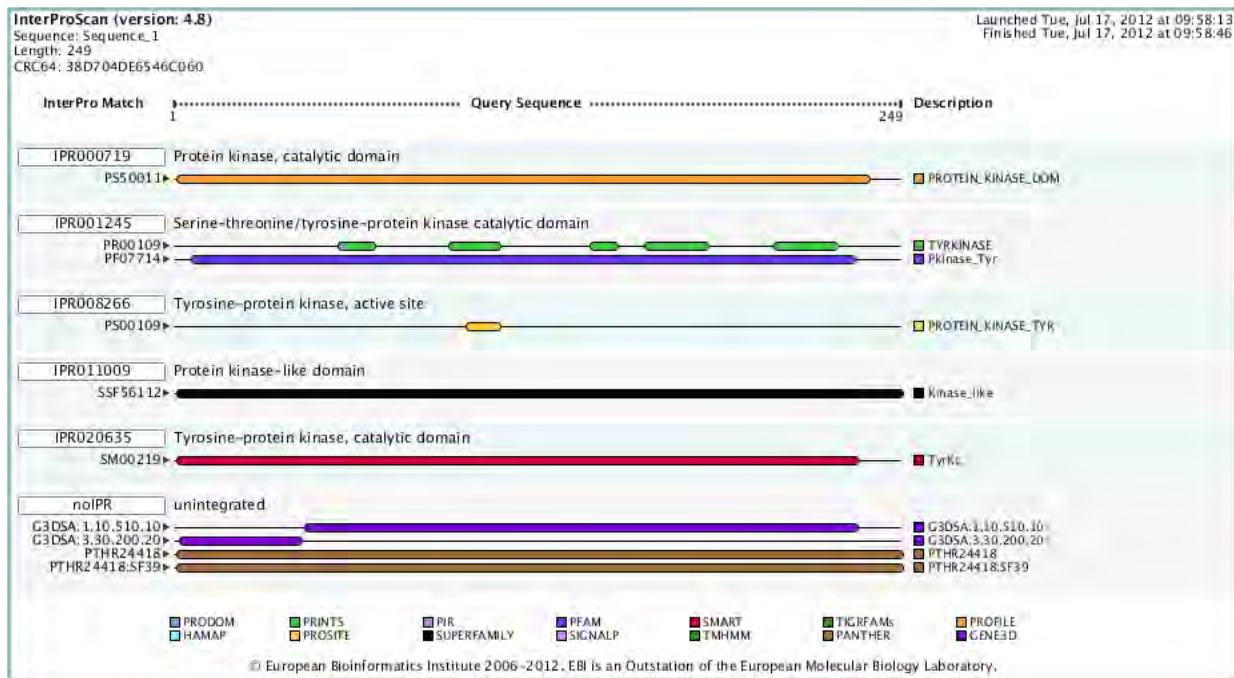 InterProScan (version: 4.8)
Sequence: Sequence_1
Length: 249
CRC64: 38D704DE6546C060
Launched Tue, Jul 17, 2012 at 09:58:13
Finished Tue, Jul 17, 2012 at 09:58:46
InterPro Match Query Sequence Description
1 249
IPR000719 Protein kinase, catalytic domain
PS50011 PROTEIN_KINASE_DOM
IPR001245 Serine-threonine/tyrosine-protein kinase catalytic domain
PR00109 TYRKINASE
PF07714 Pkinase_Tyr
IPR008266 Tyrosine-protein kinase, active site
PS00109 PROTEIN_KINASE_TYR
IPR011009 Protein kinase-like domain
SSF56112 Kinase_like
IPR020635 Tyrosine-protein kinase, catalytic domain
SM00219 TyrKc
noIPR unintegrated
G3DSA:1.10.510.10 G3DSA:1.10.510.10
G3DSA:3.30.200.20 G3DSA:3.30.200.20
PTHR24418 PTHR24418
PTHR24418:SF39 PTHR24418:SF39
PRODOM PRINTS PIR PFAM SMART TIGRFAMs PROFILE
HAMAP PROSITE SUPERFAMILY SIGNALP TMHMM PANTHER GENE3D
© European Bioinformatics Institute 2006-2012. EBI is an Outstation of the European Molecular Biology Laboratory.